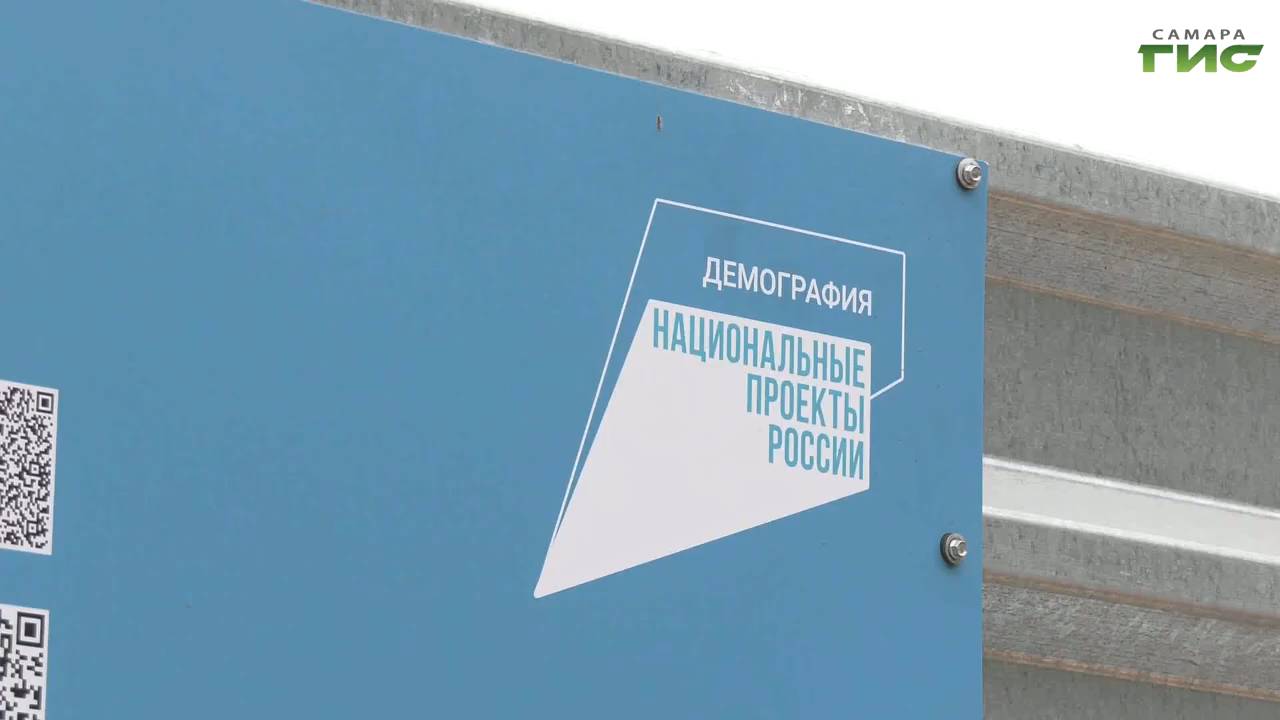 САМАРА
ГИС
ДЕМОГРАФИЯ
НАЦИОНАЛЬНЫЕ
ПРОЕКТЫ
РОССИИ